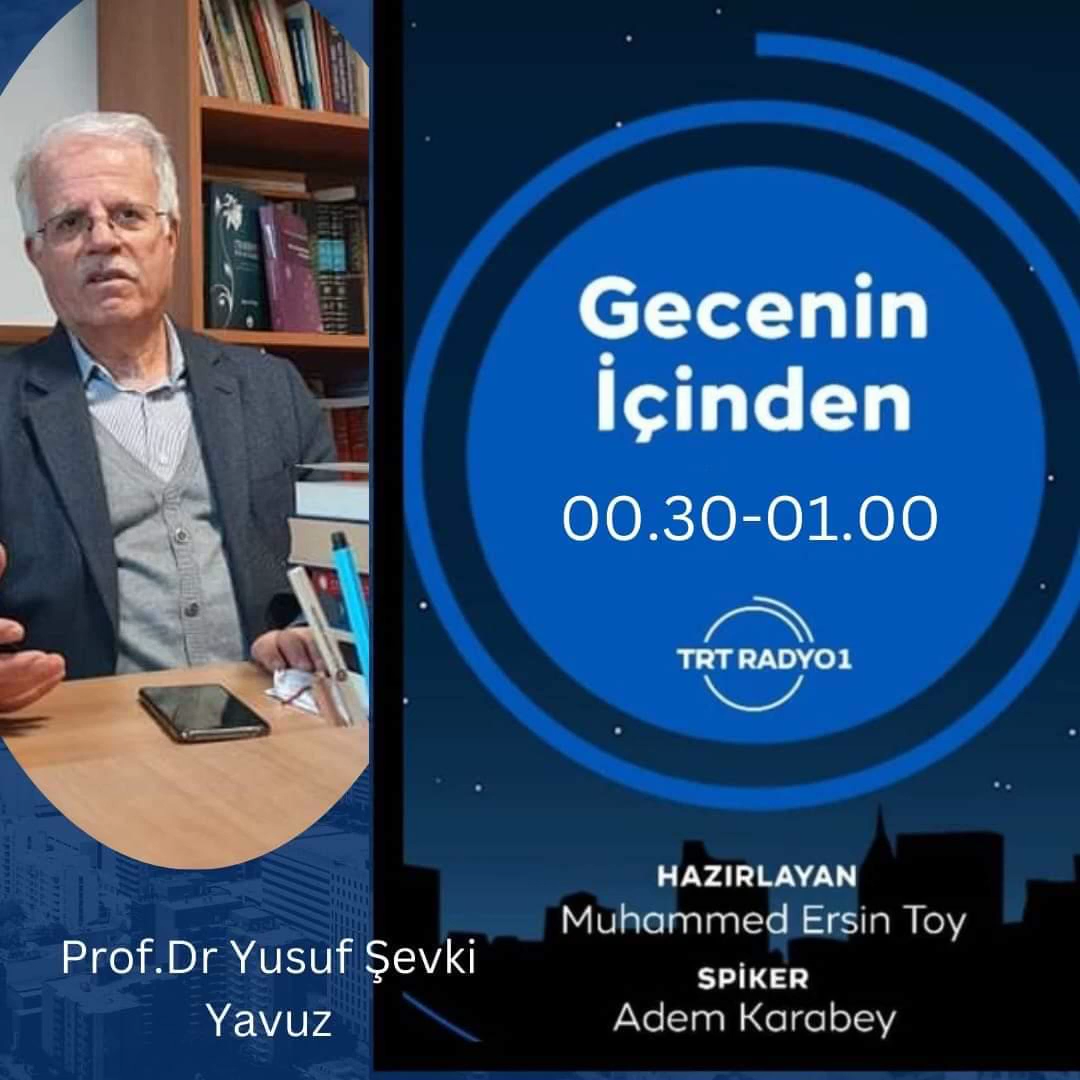 Gecenin
İçinden
00.30-01.00
TRT RADYO1
HAZIRLAYAN
Muhammed Ersin Toy
SPİKER
Adem Karabey
Prof.Dr Yusuf Şevki
Yavuz